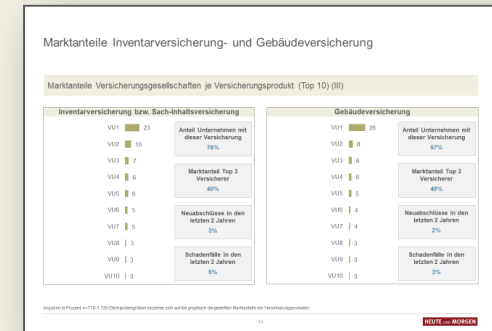 Marktanteile Inventarversicherung- und Gebäudeversicherung
Marktanteile Versicherungsgesellschaften je Versicherungsprodukt (Top 10) (III)
Inventarversicherung bzw. Sach-Inhaltsversicherung
VU1 23
VU2 10
VU3 7
VU4 6
VU5 6
VU6 5
VU7 5
VU8 3
VU9 3
VU10 3
Anteil Unternehmen mit
dieser Versicherung
76%
Marktanteil Top 3
Versicherer
40%
Neuabschlüsse in den
letzten 2 Jahren
3%
Schadenfälle in den
letzten 2 Jahren
8%
Gebäudeversicherung
VU1 26
VU2 8
VU3 6
VU4 6
VU5 5
VU6 4
VU7 4
VU8 3
VU9 3
VU10 3
Anteil Unternehmen mit
dieser Versicherung
57%
Marktanteil Top 3
Versicherer
40%
Neuabschlüsse in den
letzten 2 Jahren
2%
Schadenfälle in den
letzten 2 Jahren
3%
Angaben in Prozent
HEUTE UND MORGEN